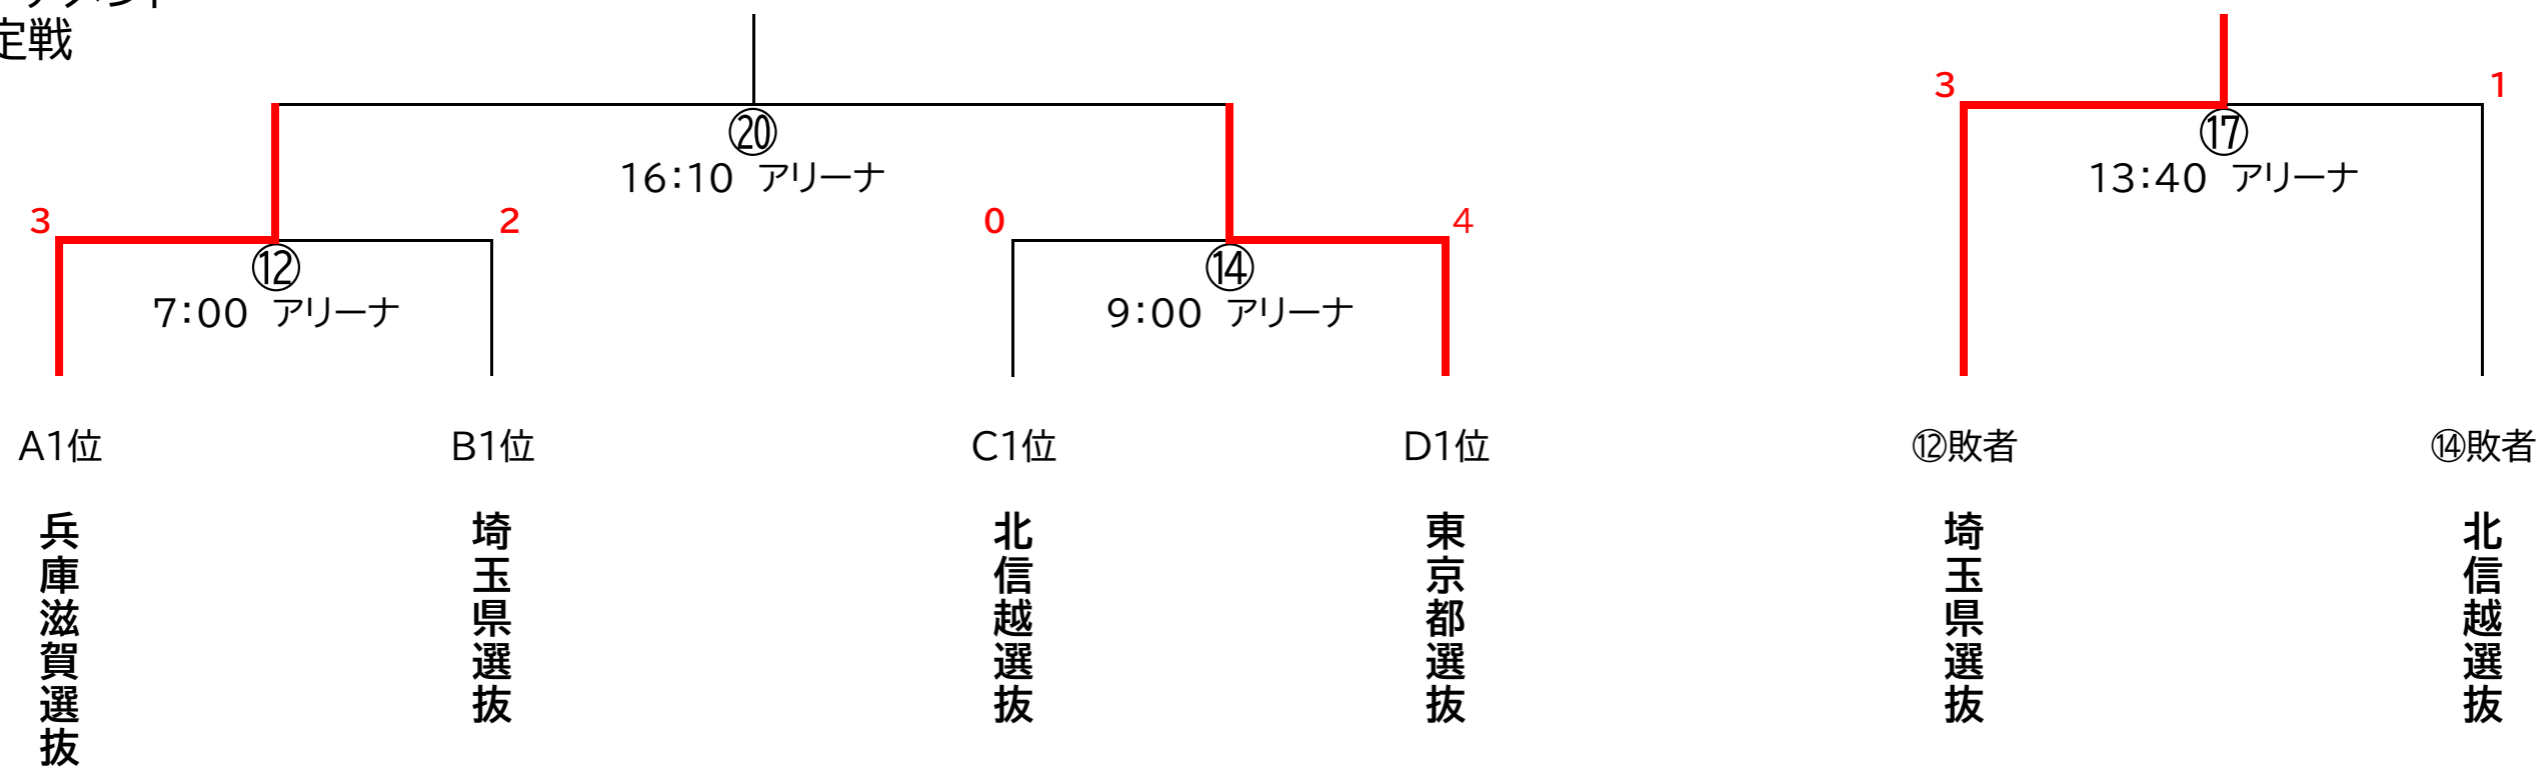 定戦
3 1
⑳ ⑰
16:10 アリーナ 13:40 アリーナ
3 2 0 4
⑫ ⑭
7:00 アリーナ 9:00 アリーナ
A1位 B1位 C1位 D1位 ⑫敗者 ⑭敗者
兵庫滋賀選抜
埼玉県選抜
北信越選抜
東京都選抜
埼玉県選抜
北信越選抜